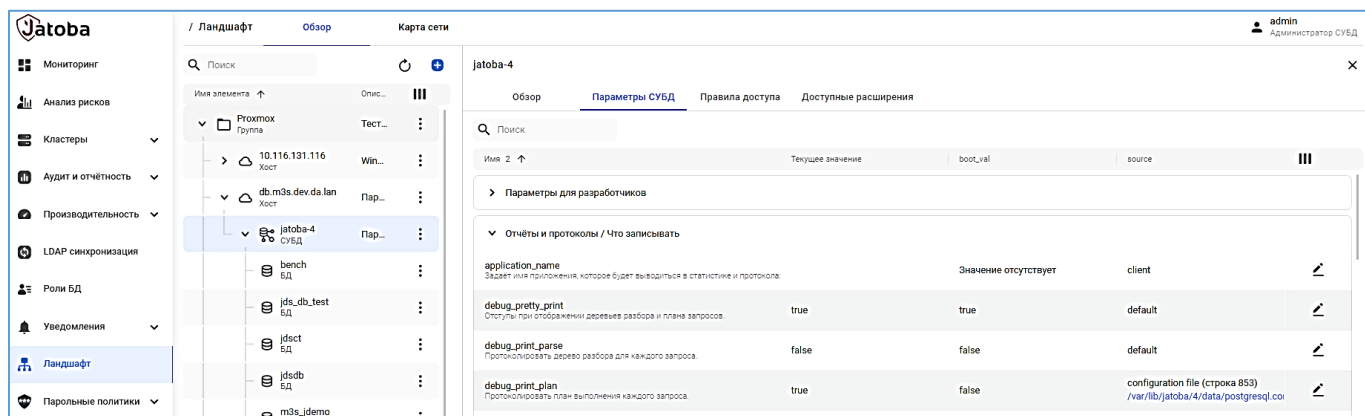 Jatoba
/ Ландшафт
Обзор
Карта сети
admin
Администратор СУБД
Мониторинг
Анализ рисков
Кластеры
Аудит и отчётность
Производительность
LDAP синхронизация
Роли БД
Уведомления
Ландшафт
Парольные политики
Поиск
Имя элемента
Опис...
Proxmox
Группа
Тест...
10.116.131.116
Хост
Win...
db.m3s.dev.da.lan
Хост
Пар...
jatoba-4
СУБД
Пар...
bench
БД
jds_db_test
БД
jdsct
БД
jdsdb
БД
m3s_jdemo
jatoba-4
Обзор
Параметры СУБД
Правила доступа
Доступные расширения
Поиск
Имя 2
Текущее значение
boot_val
source
Параметры для разработчиков
Отчёты и протоколы / Что записывать
application_name
Задаёт имя приложения, которое будет выводиться в статистике и протокола:
Значение отсутствует
client
debug_pretty_print
Отступы при отображении деревьев разбора и плана запросов.
true
true
default
debug_print_parse
Протоколировать дерево разбора для каждого запроса.
false
false
default
debug_print_plan
Протоколировать план выполнения каждого запроса.
true
false
configuration file (строка 853)
/var/lib/jatoba/4/data/postgresql.co